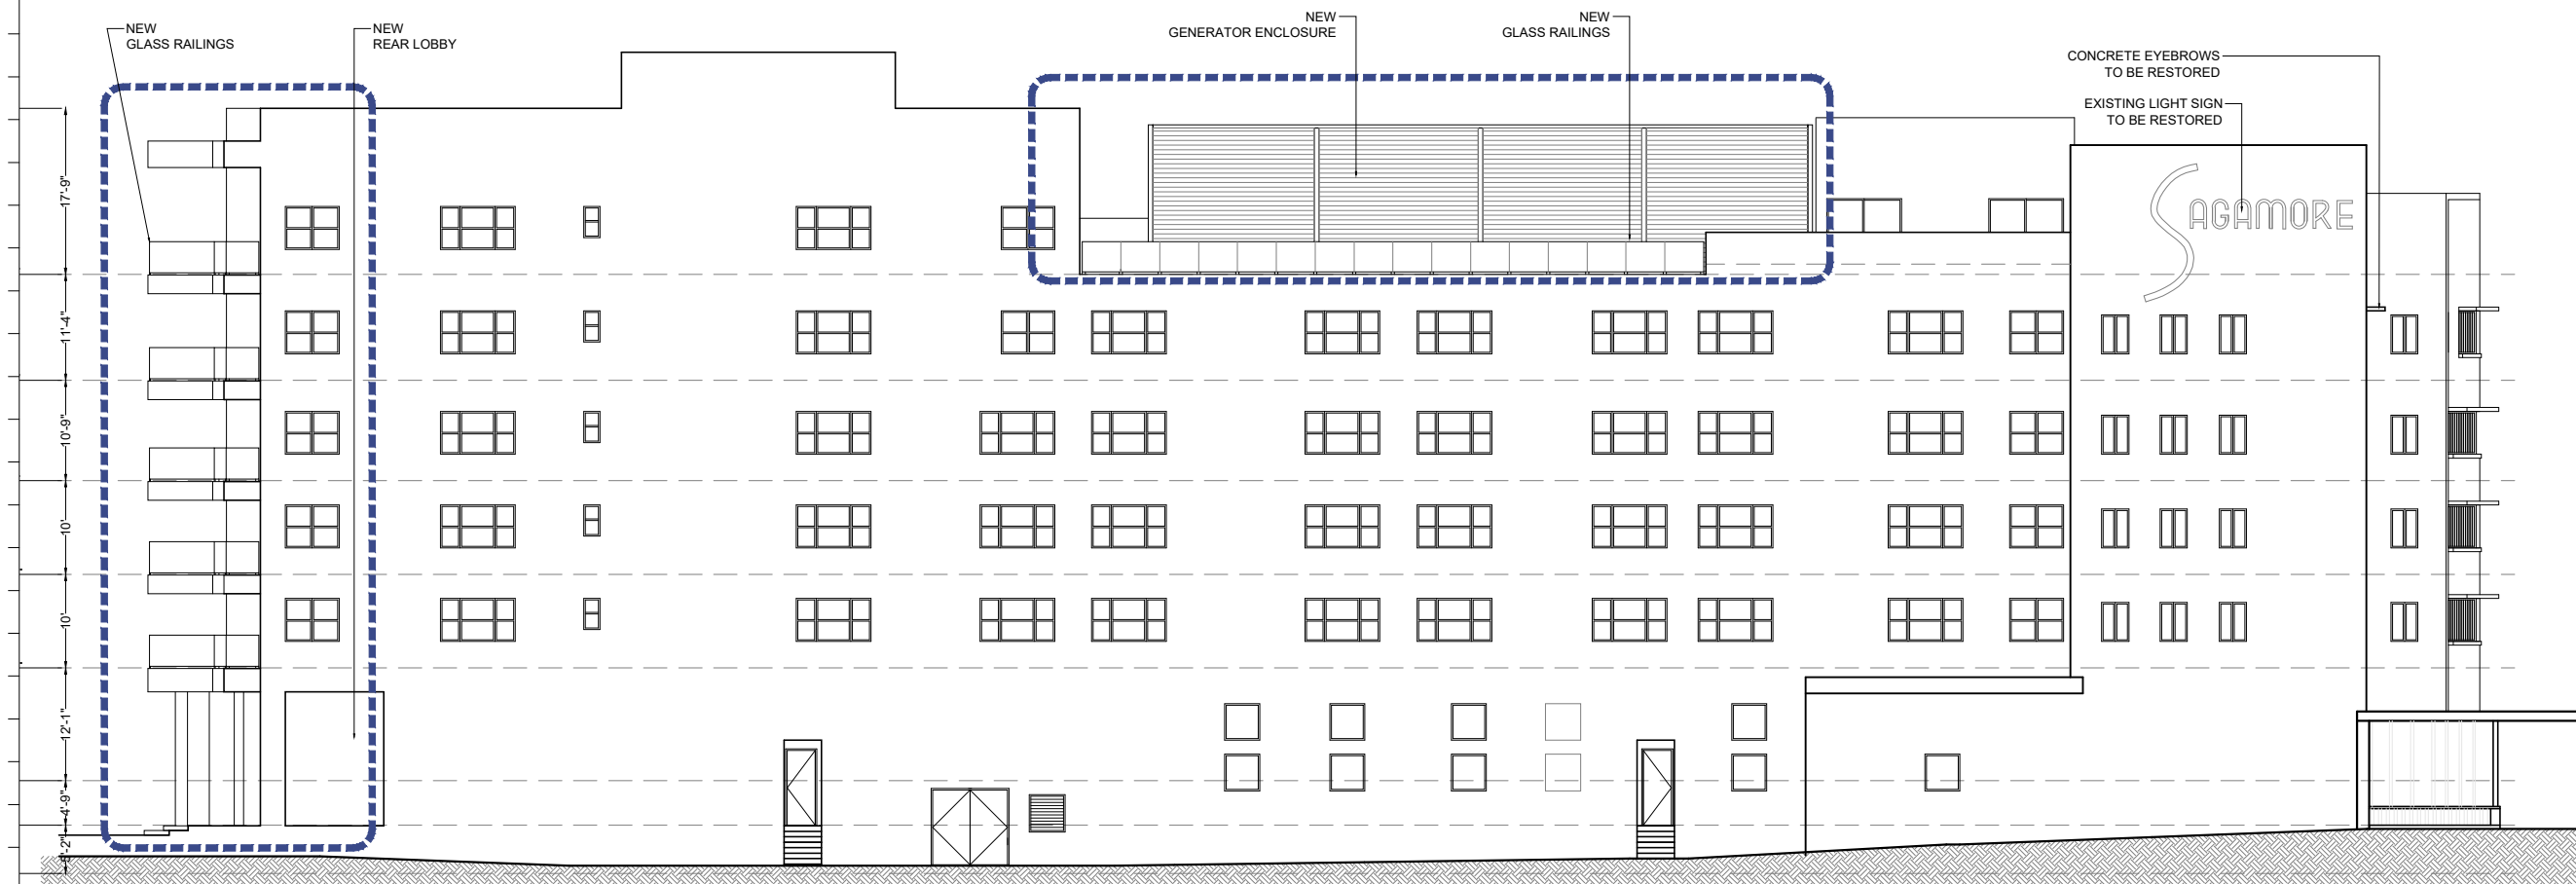 NEW
GLASS RAILINGS
NEW
REAR LOBBY
NEW
GENERATOR ENCLOSURE
NEW
GLASS RAILINGS
CONCRETE EYEBROWS
TO BE RESTORED
EXISTING LIGHT SIGN
TO BE RESTORED
SAGAMORE
17'-9"
11'-4"
10'-9"
10'
10'
12'-1"
4'-9"